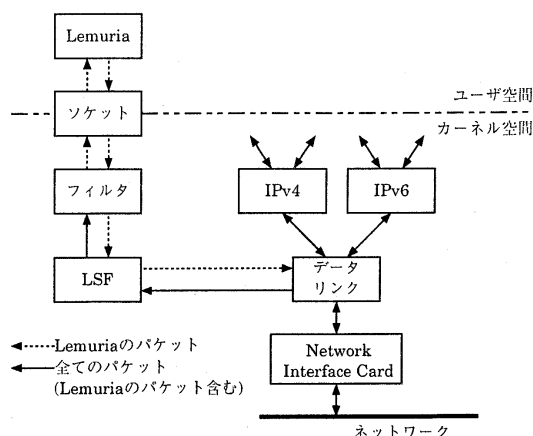 Lemuria
ソケット
ユーザ空間
カーネル空間
フィルタ
IPv4
IPv6
LSF
データ
リンク
Lemuriaのパケット
全てのパケット
(Lemuriaのパケット含む)
Network
Interface Card
ネットワーク